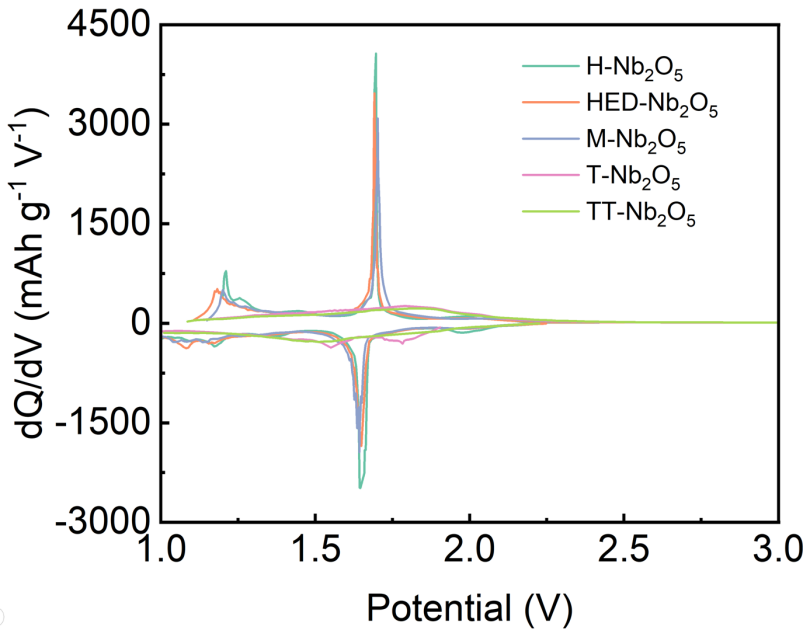 4500
3000
1500
0
-1500
-3000
dQ/dV (mAh g⁻¹ V⁻¹)
H-Nb₂O₅
HED-Nb₂O₅
M-Nb₂O₅
T-Nb₂O₅
TT-Nb₂O₅
1.0 1.5 2.0 2.5 3.0
Potential (V)